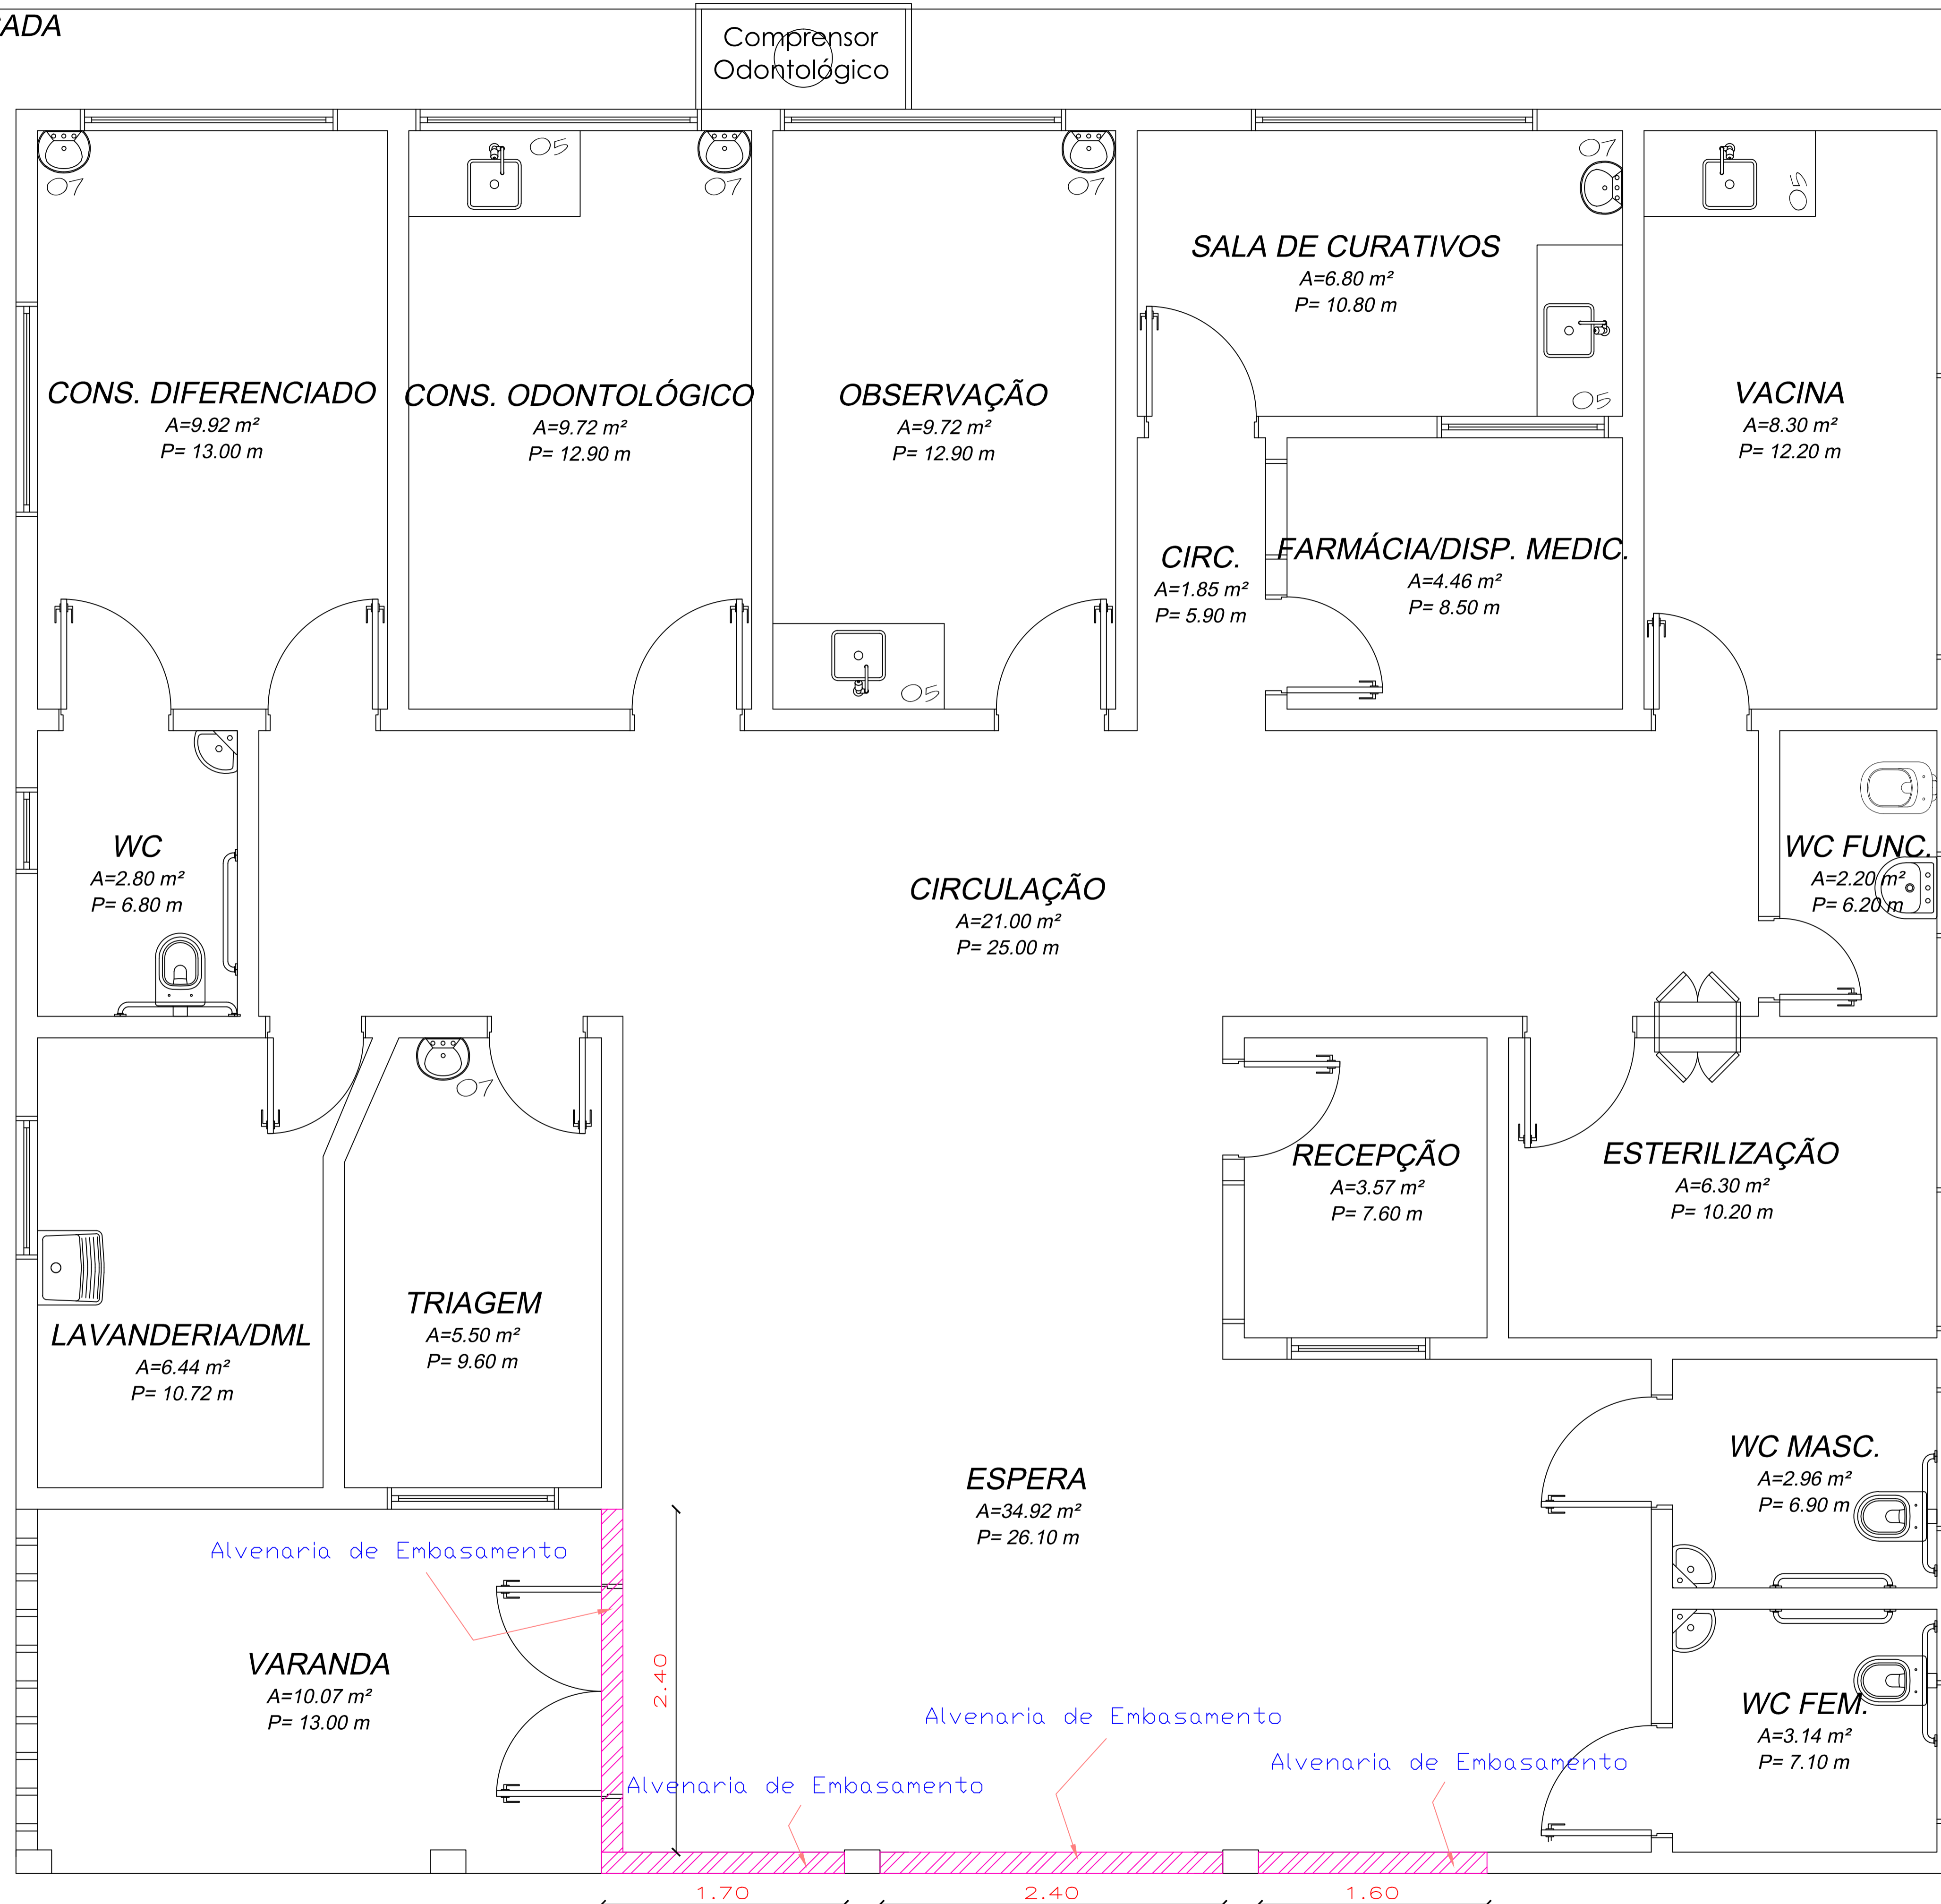 ADA
Comprensor
Odontológico
07
05
07
07
07
05
05
SALA DE CURATIVOS
A=6.80 m²
P= 10.80 m
CONS. DIFERENCIADO
A=9.92 m²
P= 13.00 m
CONS. ODONTOLÓGICO
A=9.72 m²
P= 12.90 m
OBSERVAÇÃO
A=9.72 m²
P= 12.90 m
05
VACINA
A=8.30 m²
P= 12.20 m
CIRC.
A=1.85 m²
P= 5.90 m
FARMÁCIA/DISP. MEDIC.
A=4.46 m²
P= 8.50 m
05
WC
A=2.80 m²
P= 6.80 m
CIRCULAÇÃO
A=21.00 m²
P= 25.00 m
WC FUNC.
A=2.20 m²
P= 6.20 m
07
RECEPÇÃO
A=3.57 m²
P= 7.60 m
ESTERILIZAÇÃO
A=6.30 m²
P= 10.20 m
LAVANDERIA/DML
A=6.44 m²
P= 10.72 m
TRIAGEM
A=5.50 m²
P= 9.60 m
ESPERA
A=34.92 m²
P= 26.10 m
WC MASC.
A=2.96 m²
P= 6.90 m
Alvenaria de Embasamento
VARANDA
A=10.07 m²
P= 13.00 m
2.40
Alvenaria de Embasamento
Alvenaria de Embasamento
Alvenaria de Embasamento
WC FEM.
A=3.14 m²
P= 7.10 m
1.70
2.40
1.60